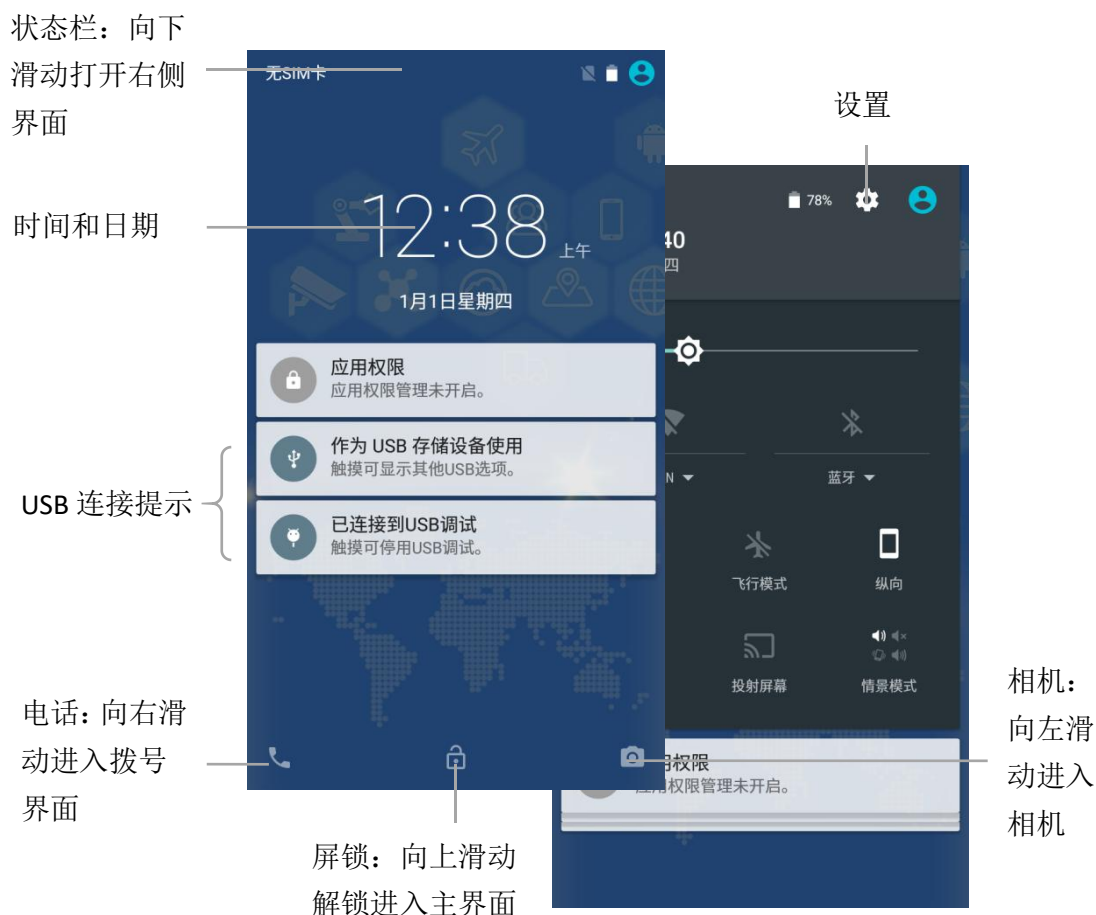 状态栏：向下
滑动打开右侧
界面
无SIM卡
设置
78%
时间和日期
12:38 上午
1月1日星期四
40
四
应用权限
应用权限管理未开启。
作为 USB 存储设备使用
触摸可显示其他USB选项。
USB 连接提示
已连接到USB调试
触摸可停用USB调试。
N
蓝牙
飞行模式
纵向
投射屏幕
情景模式
电话：向右滑
动进入拨号
界面
相机：
向左滑
动进入
相机
用权限
应用权限管理未开启。
屏锁：向上滑动
解锁进入主界面